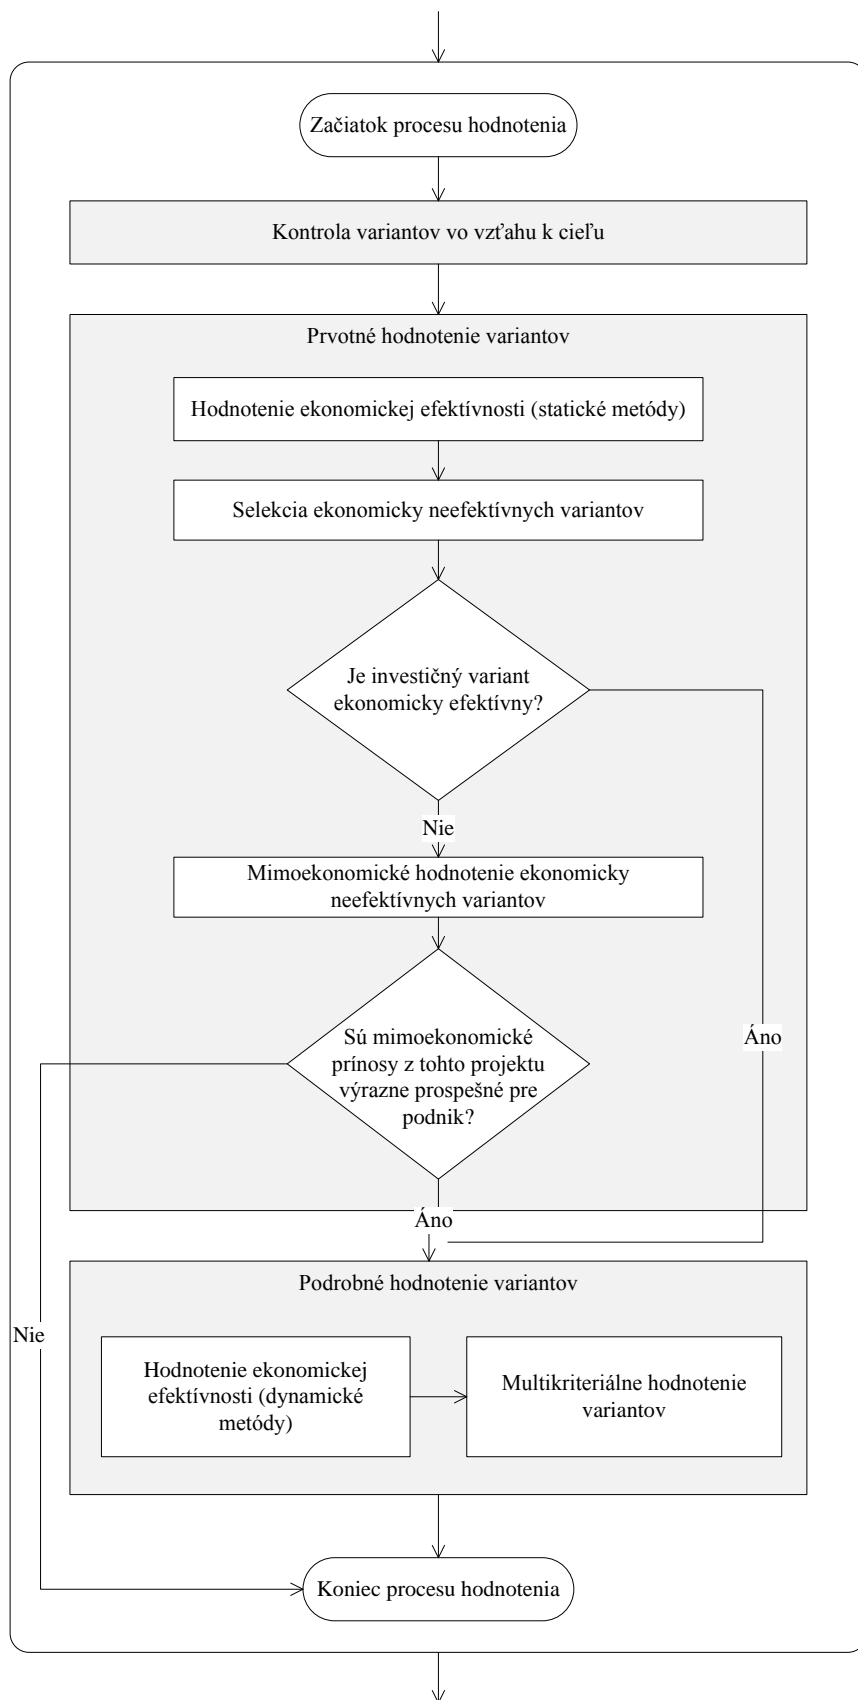 Začiatok procesu hodnotenia
Kontrola variantov vo vzťahu k cieľu
Prvotné hodnotenie variantov
Hodnotenie ekonomickej efektívnosti (statické metódy)
Selekcia ekonomicky neefektívnych variantov
Je investičný variant
ekonomicky efektívny?
Nie
Mimoekonomické hodnotenie ekonomicky
neefektívnych variantov
Sú mimoekonomické
prínosy z tohto projektu
výrazne prospešné pre
podnik?
Áno
Áno
Podrobné hodnotenie variantov
Nie
Hodnotenie ekonomickej
efektívnosti (dynamické
metódy)
Multikriteriálne hodnotenie
variantov
Koniec procesu hodnotenia